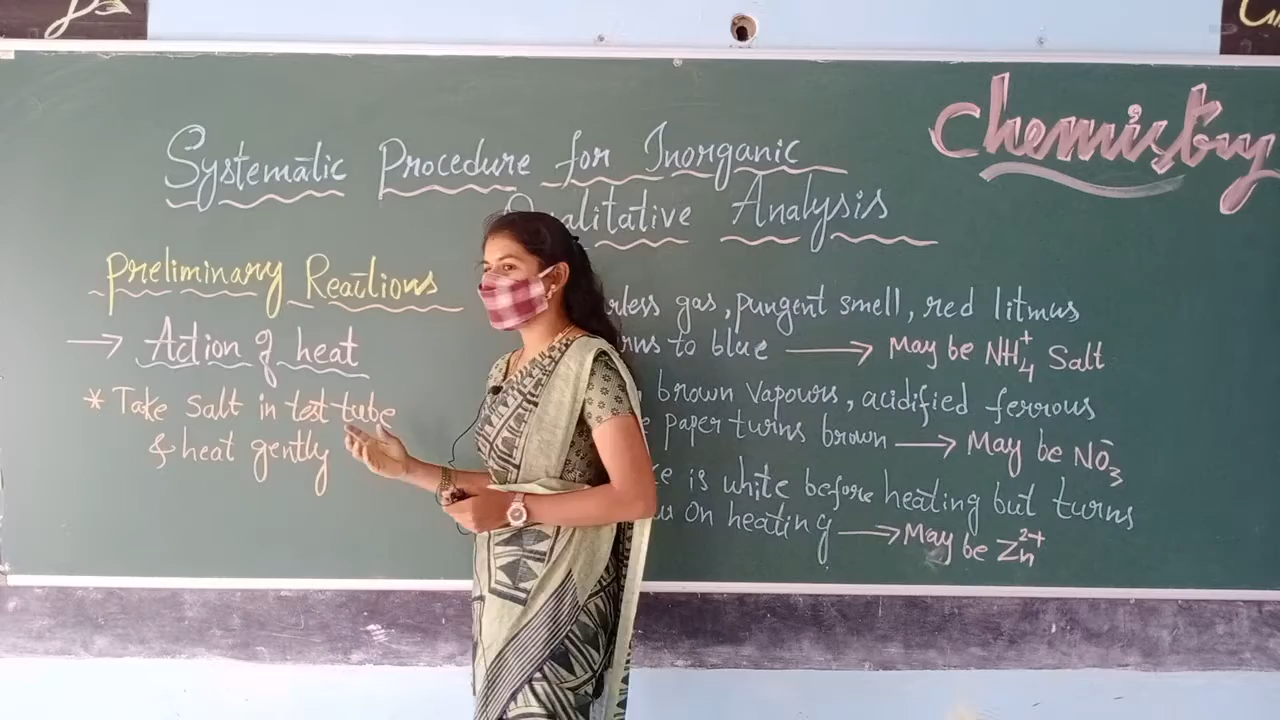 Chemistry
Systematic Procedure for Inorganic
Qualitative Analysis
Preliminary Reactions
→ Action of heat
* Take Salt in test tube
& heat gently
gas, pungent smell, red litmus
to blue → May be NH₄⁺ Salt
brown vapours, acidified ferrous
paper turns brown → May be NO₃⁻
is white before heating but turns
On heating → May be Zn²⁺